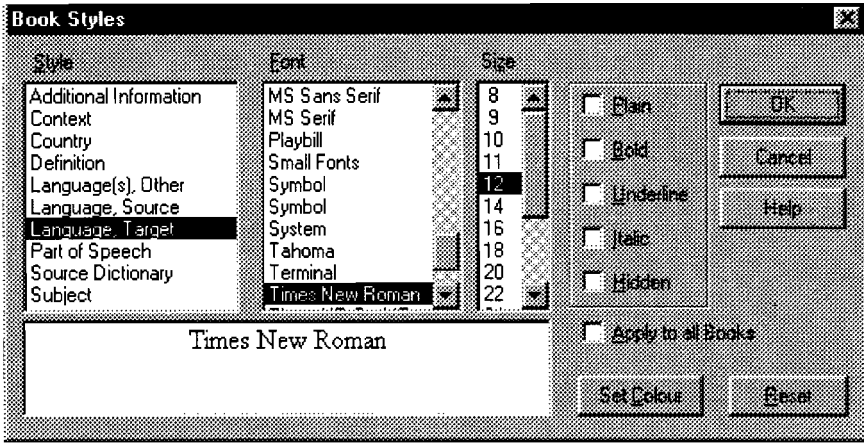 Book Styles
Style
Additional Information
Context
Country
Definition
Language(s), Other
Language, Source
Language, Target
Part of Speech
Source Dictionary
Subject
Font
MS Sans Serif
MS Serif
Playbill
Small Fonts
Symbol
Symbol
System
Tahoma
Terminal
Times New Roman
Size
8
9
10
11
12
14
16
18
20
22
Plain
Bold
Underline
Italic
Hidden
Apply to all Books
OK
Cancel
Help
Set Colour
Reset
Times New Roman